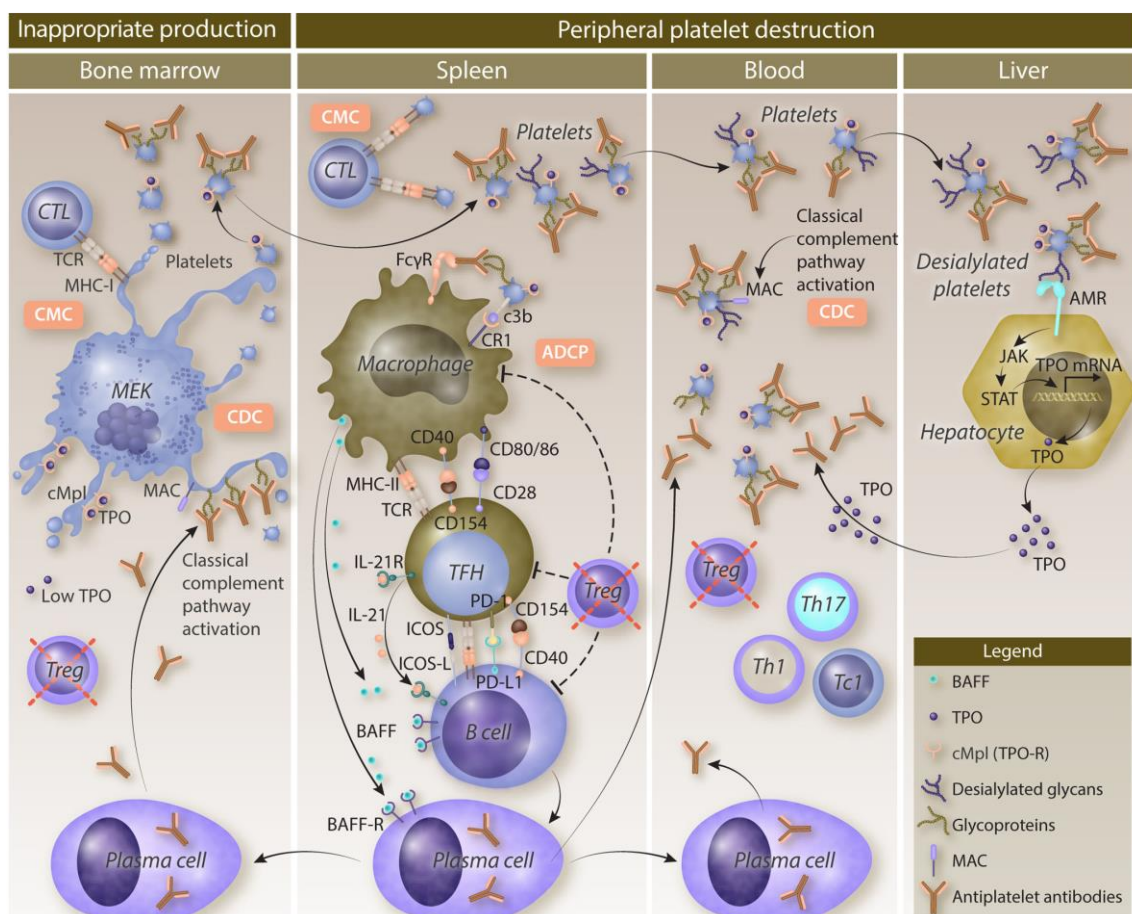 Inappropriate production
Peripheral platelet destruction
Bone marrow
Spleen
Blood
Liver
CTL
TCR
MHC-I
Platelets
CMC
MEK
CDC
cMpl
TPO
MAC
Low TPO
Classical
complement
pathway
activation
Treg
Plasma cell
CMC
CTL
Platelets
FcγR
c3b
CR1
Macrophage
ADCP
CD40
CD80/86
MHC-II
TCR
CD28
CD154
IL-21R
TFH
Treg
IL-21
PD-1
CD154
ICOS
ICOS-L
CD40
PD-L1
BAFF
B cell
BAFF-R
Plasma cell
Platelets
Classical
complement
pathway
activation
MAC
CDC
TPO
Treg
Th17
Th1
Tc1
Plasma cell
Desialylated
platelets
AMR
JAK
STAT
TPO mRNA
Hepatocyte
TPO
TPO
Legend
BAFF
TPO
cMpl (TPO-R)
Desialylated glycans
Glycoproteins
MAC
Antiplatelet antibodies